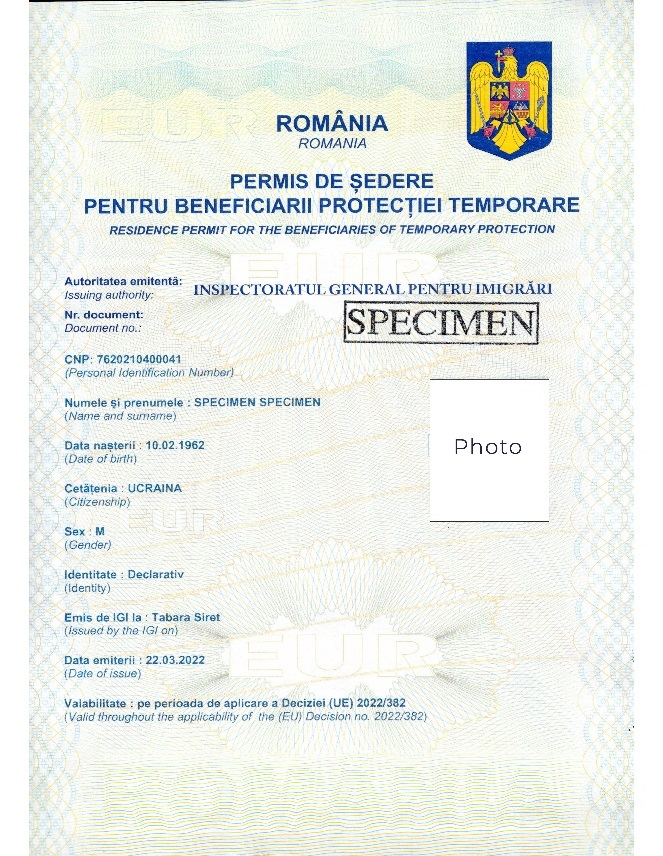 ROMÂNIA
ROMANIA
PERMIS DE ȘEDERE
PENTRU BENEFICIARII PROTECȚIEI TEMPORARE
RESIDENCE PERMIT FOR THE BENEFICIARIES OF TEMPORARY PROTECTION
Autoritatea emitentă: INSPECTORATUL GENERAL PENTRU IMIGRĂRI
Issuing authority:
Nr. document:
Document no.:
SPECIMEN
CNP: 7620210400041
(Personal Identification Number)
Numele și prenumele : SPECIMEN SPECIMEN
(Name and surname)
Photo
Data nașterii : 10.02.1962
(Date of birth)
Cetățenia : UCRAINA
(Citizenship)
Sex : M
(Gender)
Identitate : Declarativ
(Identity)
Emis de IGI la : Tabara Siret
(Issued by the IGI on)
Data emiterii : 22.03.2022
(Date of issue)
Valabilitate : pe perioada de aplicare a Deciziei (UE) 2022/382
(Valid throughout the applicability of the (EU) Decision no. 2022/382)
EUR
EUR
EUR
EUR